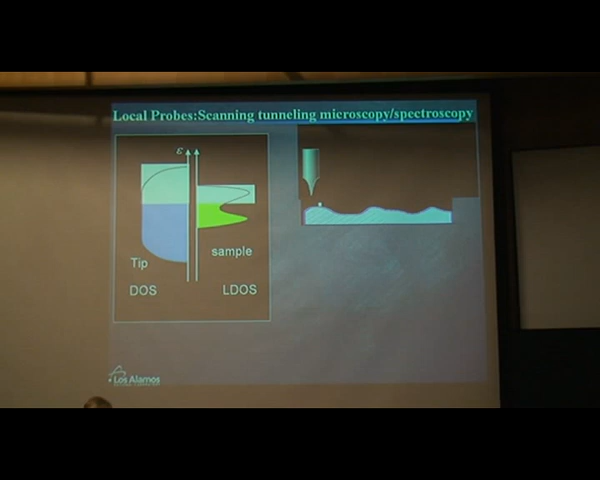 Local Probes:Scanning tunneling microscopy/spectroscopy
ε
Tip
sample
DOS
LDOS
Los Alamos